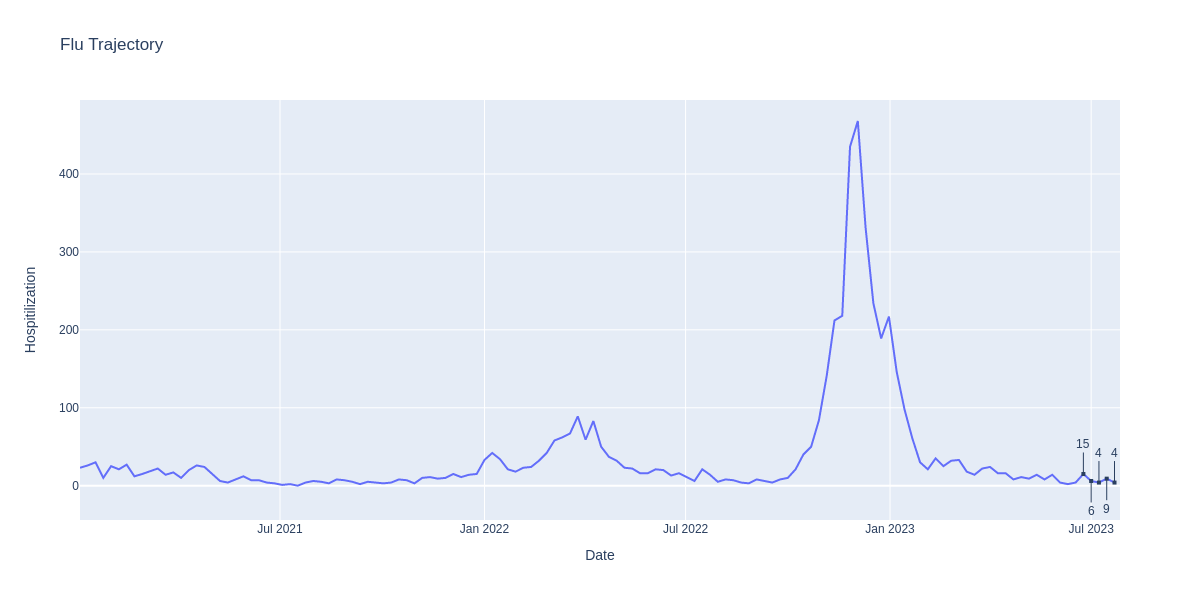 Flu Trajectory
Hospitilization
400
300
200
100
0
15
4
4
6
9
Jul 2021
Jan 2022
Jul 2022
Jan 2023
Jul 2023
Date